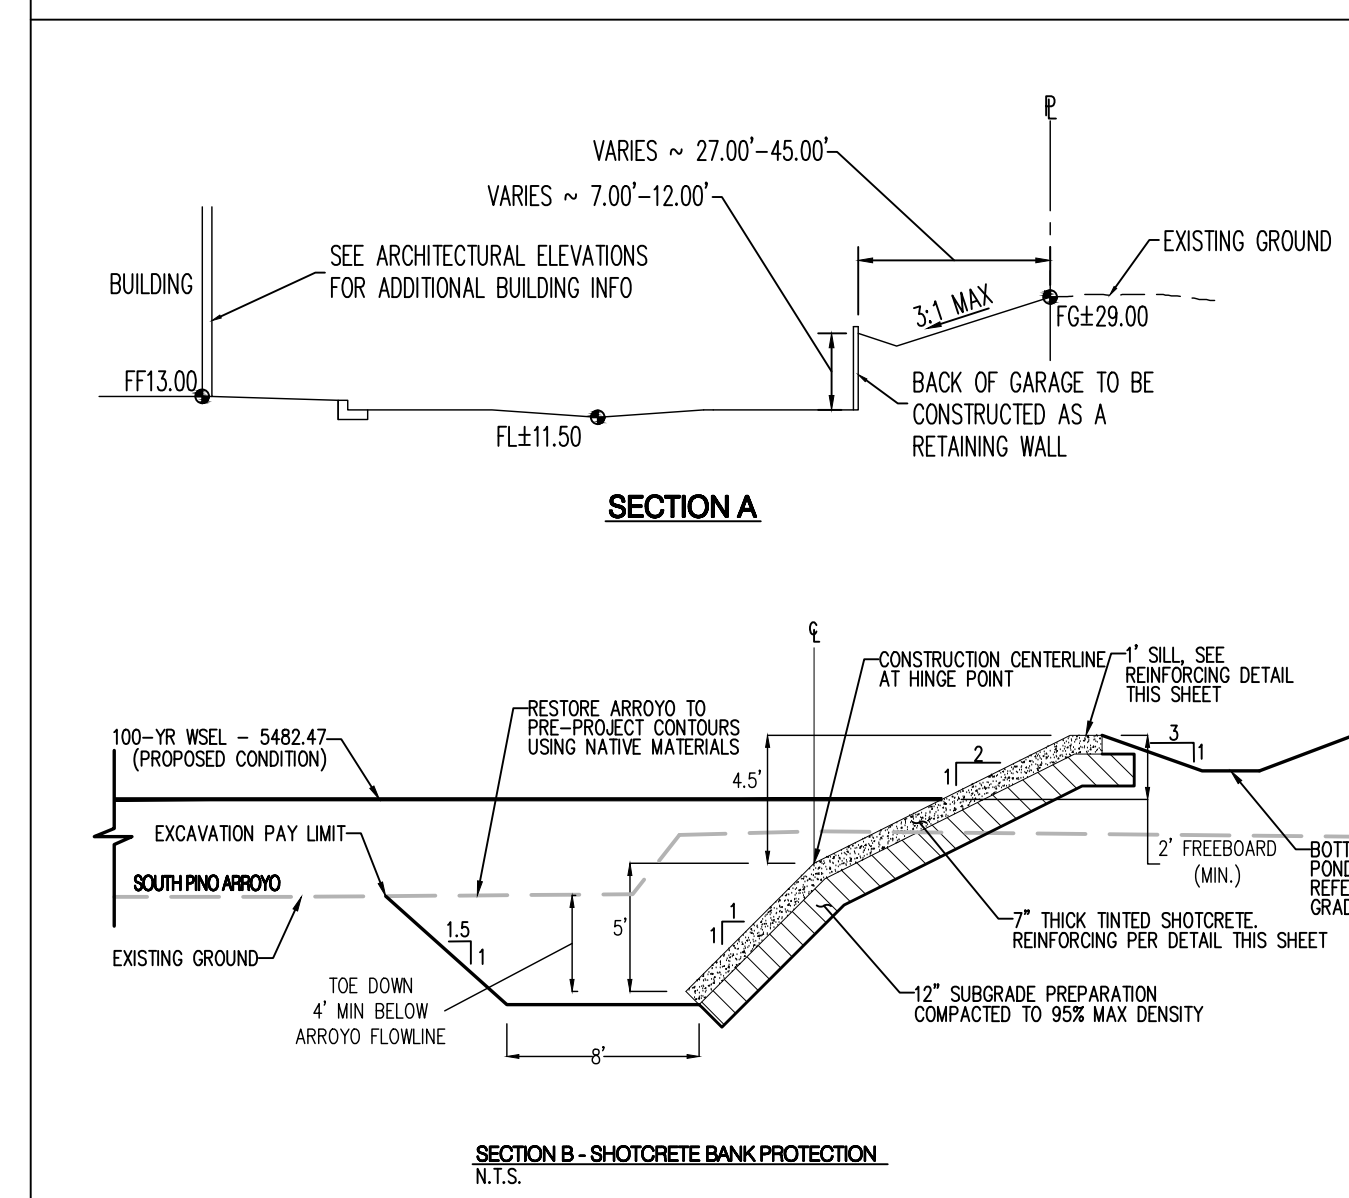 ℄
VARIES ~ 27.00'-45.00'
VARIES ~ 7.00'-12.00'
EXISTING GROUND
SEE ARCHITECTURAL ELEVATIONS
FOR ADDITIONAL BUILDING INFO
BUILDING
3:1 MAX
FG±29.00
FF13.00
BACK OF GARAGE TO BE
CONSTRUCTED AS A
RETAINING WALL
FL±11.50
SECTION A
℄
CONSTRUCTION CENTERLINE
AT HINGE POINT
1' SILL, SEE
REINFORCING DETAIL
THIS SHEET
RESTORE ARROYO TO
PRE-PROJECT CONTOURS
USING NATIVE MATERIALS
100-YR WSEL - 5482.47
(PROPOSED CONDITION)
3
1
2
1
4.5'
EXCAVATION PAY LIMIT
2' FREEBOARD
(MIN.)
BOTT
POND
REFE
GRAD
SOUTH PINO ARROYO
1
1
5'
7" THICK TINTED SHOTCRETE.
REINFORCING PER DETAIL THIS SHEET
1.5
1
EXISTING GROUND
TOE DOWN
4' MIN BELOW
ARROYO FLOWLINE
12" SUBGRADE PREPARATION
COMPACTED TO 95% MAX DENSITY
8'
SECTION B - SHOTCRETE BANK PROTECTION
N.T.S.